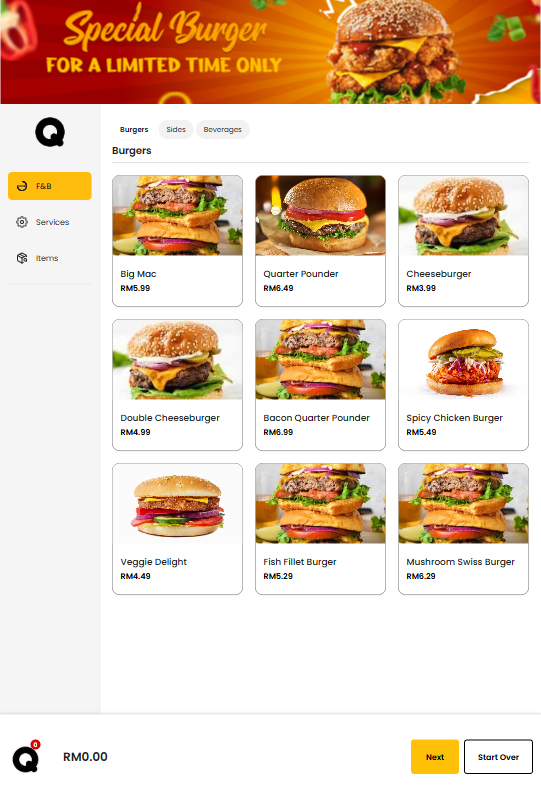 Special Burger
FOR A LIMITED TIME ONLY
Q
Burgers Sides Beverages
Burgers
F&B
Services
Items
Big Mac
RM5.99
Quarter Pounder
RM6.49
Cheeseburger
RM3.99
Double Cheeseburger
RM4.99
Bacon Quarter Pounder
RM6.99
Spicy Chicken Burger
RM5.49
Veggie Delight
RM4.49
Fish Fillet Burger
RM5.29
Mushroom Swiss Burger
RM6.29
Q
0
RM0.00
Next
Start Over